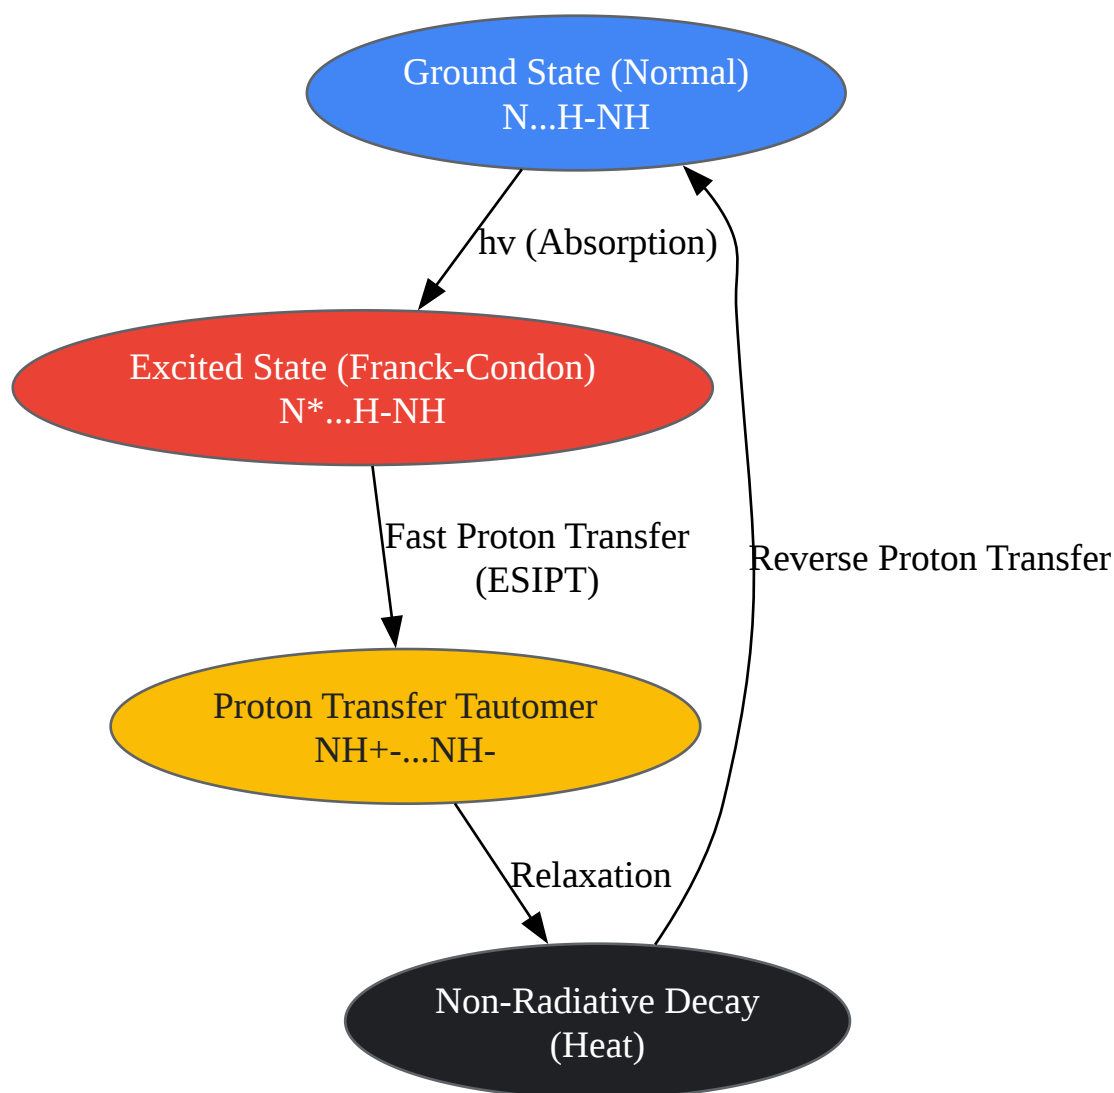 Ground State (Normal)
N...H-NH
hv (Absorption)
Excited State (Franck-Condon)
N*...H-NH
Fast Proton Transfer
(ESIPT)
Reverse Proton Transfer
Proton Transfer Tautomer
NH+-...NH-
Relaxation
Non-Radiative Decay
(Heat)